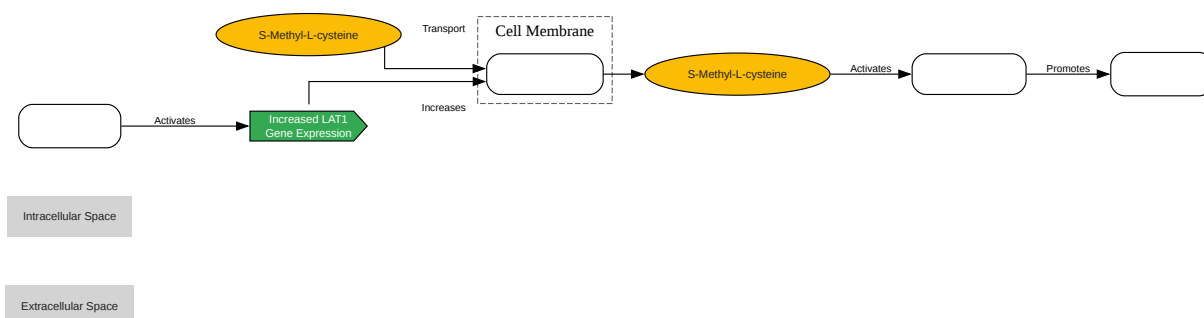 S-Methyl-L-cysteine
Transport
Cell Membrane
S-Methyl-L-cysteine
Activates
Promotes
Increases
Activates
Increased LAT1
Gene Expression
Intracellular Space
Extracellular Space